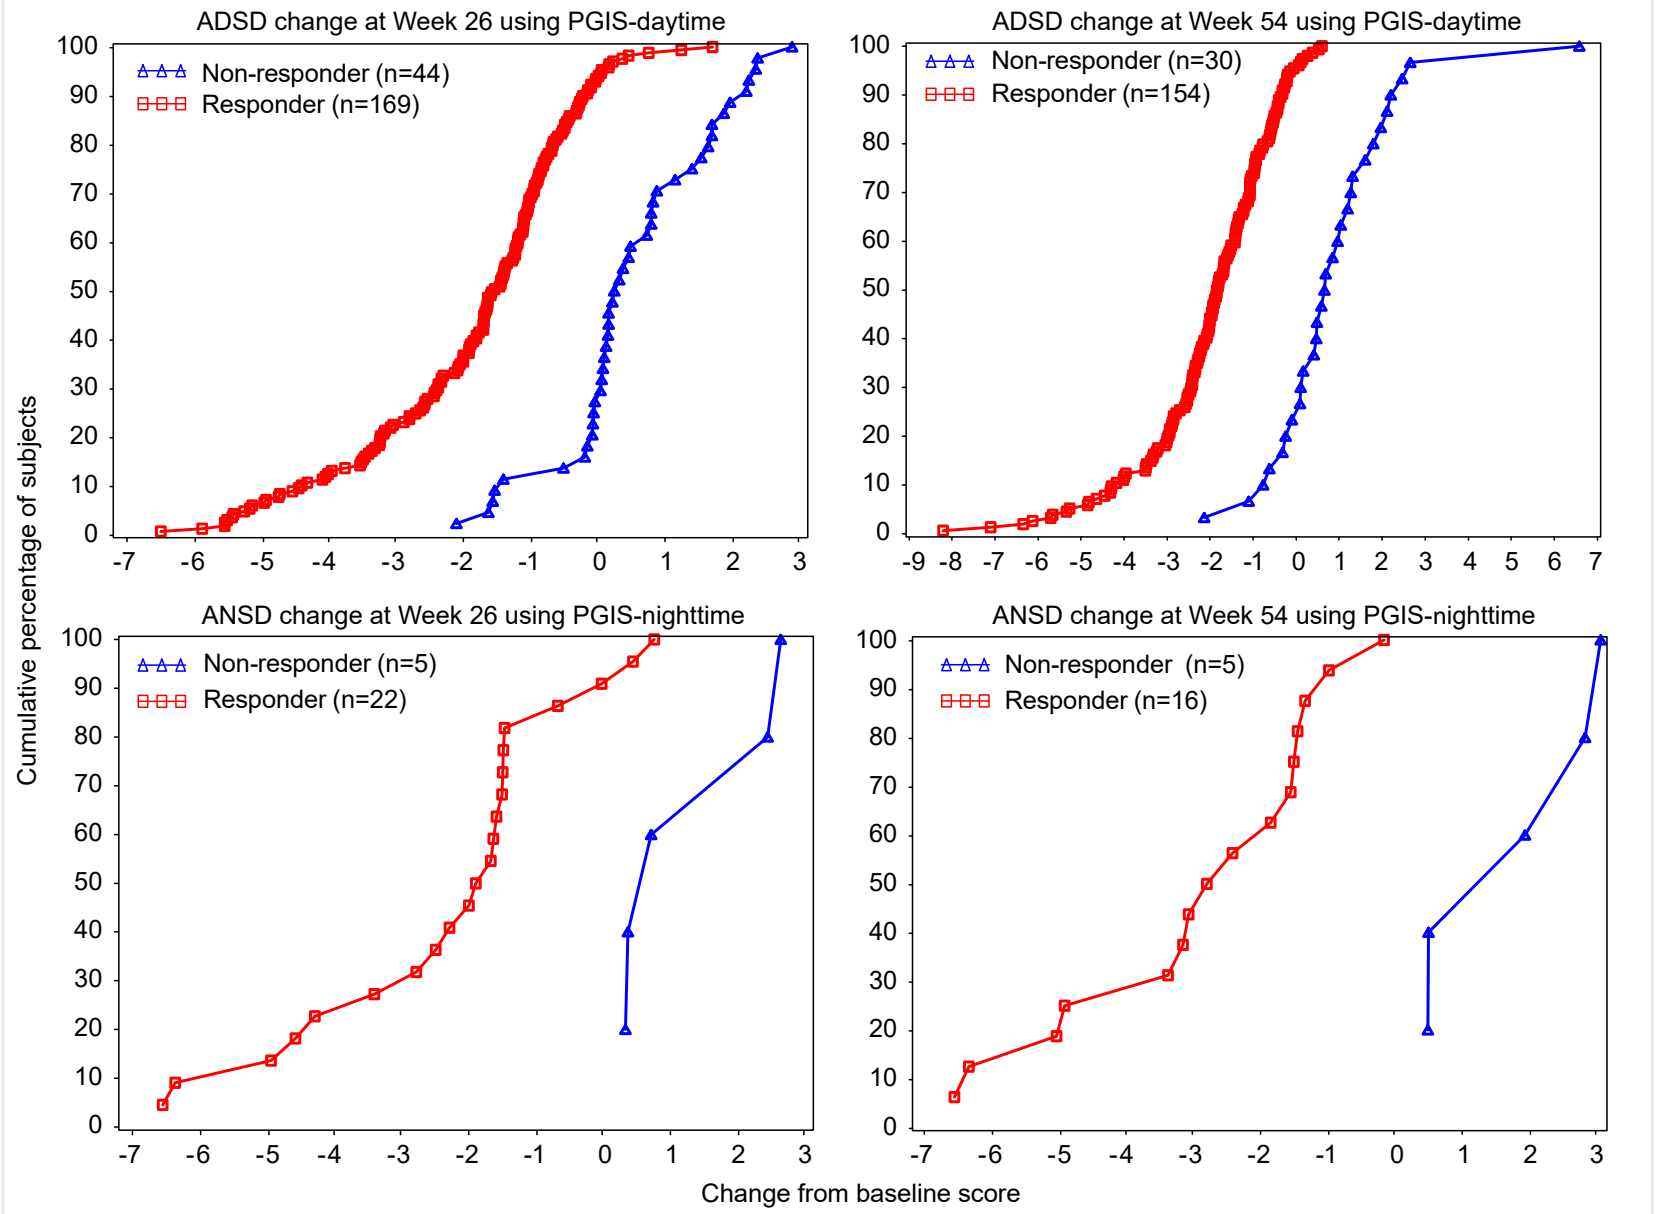 ADSD change at Week 26 using PGIS-daytime
Non-responder (n=44)
Responder (n=169)
100
90
80
70
60
50
40
30
20
10
0
-7 -6 -5 -4 -3 -2 -1 0 1 2 3
ADSD change at Week 54 using PGIS-daytime
Non-responder (n=30)
Responder (n=154)
100
90
80
70
60
50
40
30
20
10
0
-9 -8 -7 -6 -5 -4 -3 -2 -1 0 1 2 3 4 5 6 7
Cumulative percentage of subjects
ANSD change at Week 26 using PGIS-nighttime
Non-responder (n=5)
Responder (n=22)
100
90
80
70
60
50
40
30
20
10
0
-7 -6 -5 -4 -3 -2 -1 0 1 2 3
ANSD change at Week 54 using PGIS-nighttime
Non-responder (n=5)
Responder (n=16)
100
90
80
70
60
50
40
30
20
10
0
-7 -6 -5 -4 -3 -2 -1 0 1 2 3
Change from baseline score